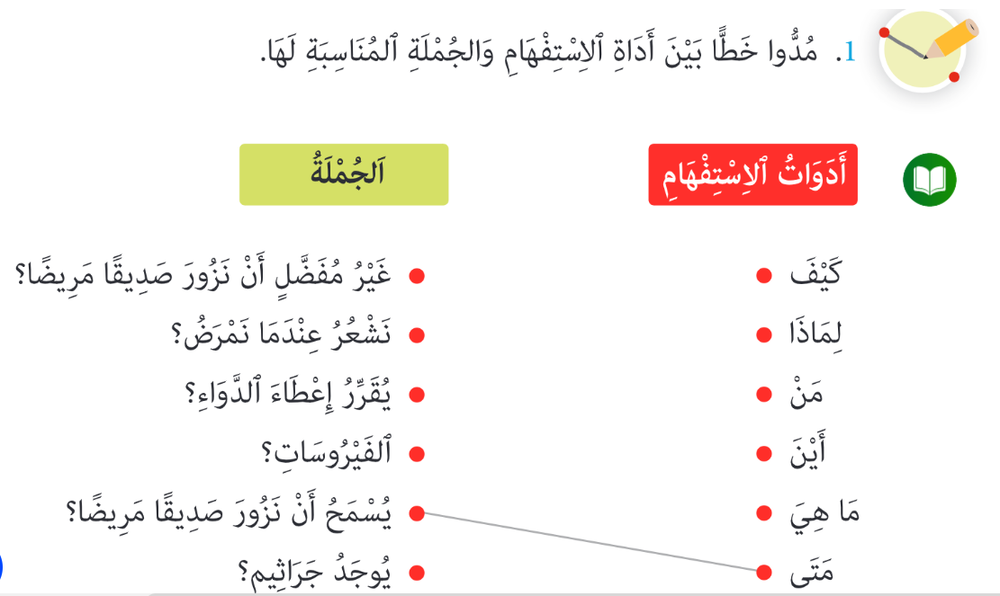 1. مُدُّوا خَطًّا بَيْنَ أَدَاةِ ٱلِاسْتِفْهَامِ وَالجُمْلَةِ ٱلمُنَاسِبَةِ لَهَا.
أَدَوَاتُ ٱلِاسْتِفْهَامِ اَلجُمْلَةُ
كَيْفَ غَيْرُ مُفَضَّلٍ أَنْ نَزُورَ صَدِيقًا مَرِيضًا؟
لِمَاذَا نَشْعُرُ عِنْدَمَا نَمْرَضُ؟
مَنْ يُقَرِّرُ إِعْطَاءَ ٱلدَّوَاءِ؟
أَيْنَ ٱلفَيْرُوسَاتِ؟
مَا هِيَ يُسْمَحُ أَنْ نَزُورَ صَدِيقًا مَرِيضًا؟
مَتَى يُوجَدُ جَرَاثِيم؟